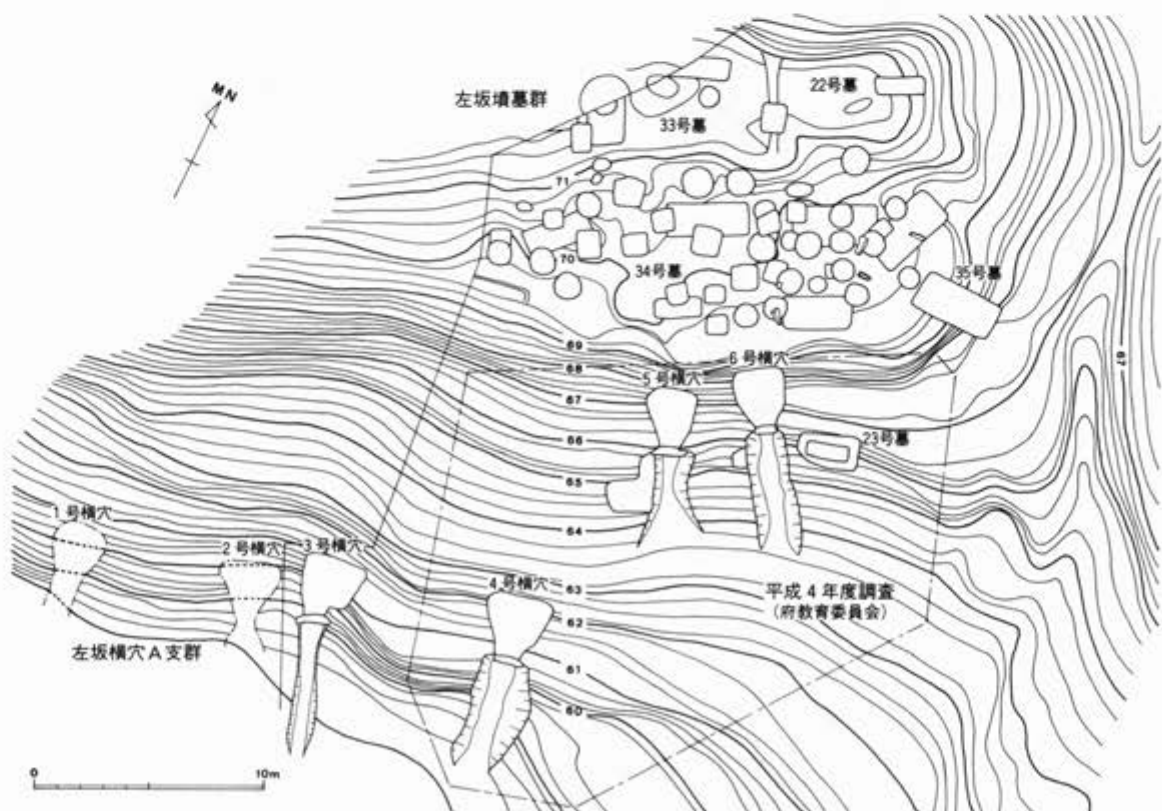 MN
左坂墳墓群
22号墓
33号墓
71
34号墓
70
35号墓
67
69
68
67
66
65
64
63
62
61
60
5号横穴
6号横穴
23号墓
1号横穴
2号横穴
3号横穴
4号横穴
平成4年度調査
(府教育委員会)
左坂横穴A支群
0
10m